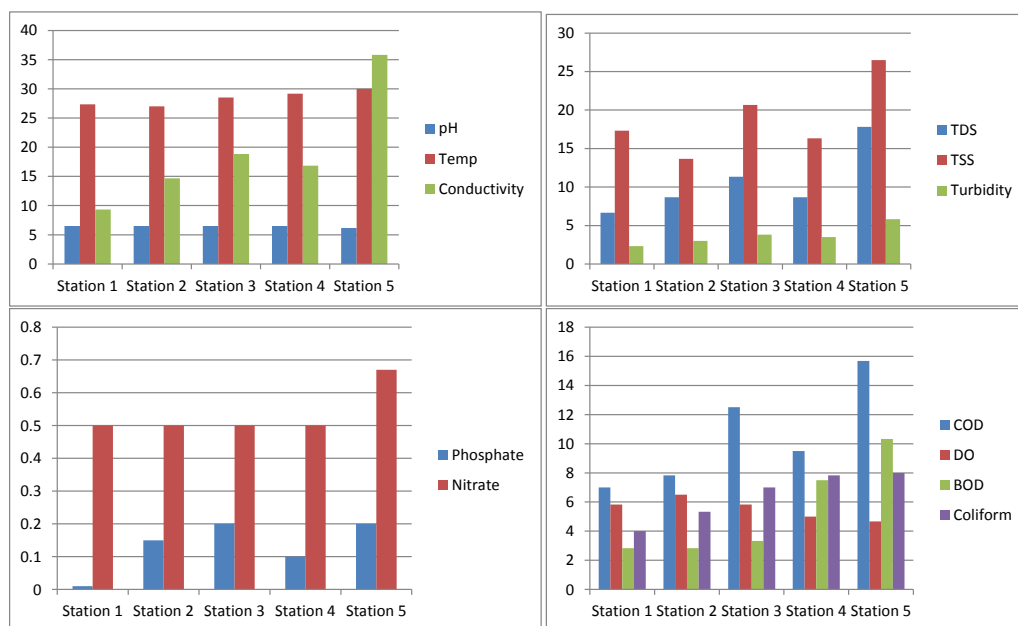 40
35
30
25
20
15
10
5
0
Station 1 Station 2 Station 3 Station 4 Station 5
pH
Temp
Conductivity
30
25
20
15
10
5
0
Station 1 Station 2 Station 3 Station 4 Station 5
TDS
TSS
Turbidity
0.8
0.7
0.6
0.5
0.4
0.3
0.2
0.1
0
Station 1 Station 2 Station 3 Station 4 Station 5
Phosphate
Nitrate
18
16
14
12
10
8
6
4
2
0
Station 1 Station 2 Station 3 Station 4 Station 5
COD
DO
BOD
Coliform